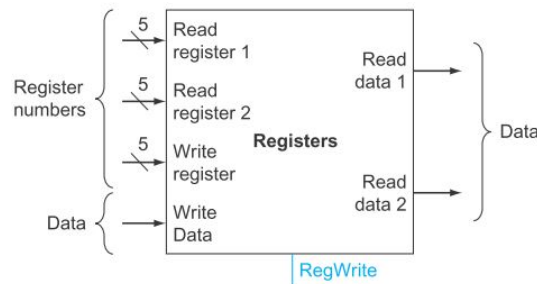 Register
numbers
Data
5
Read
register 1
5
Read
register 2
5
Write
register
Write
Data
Registers
Read
data 1
Read
data 2
Data
RegWrite